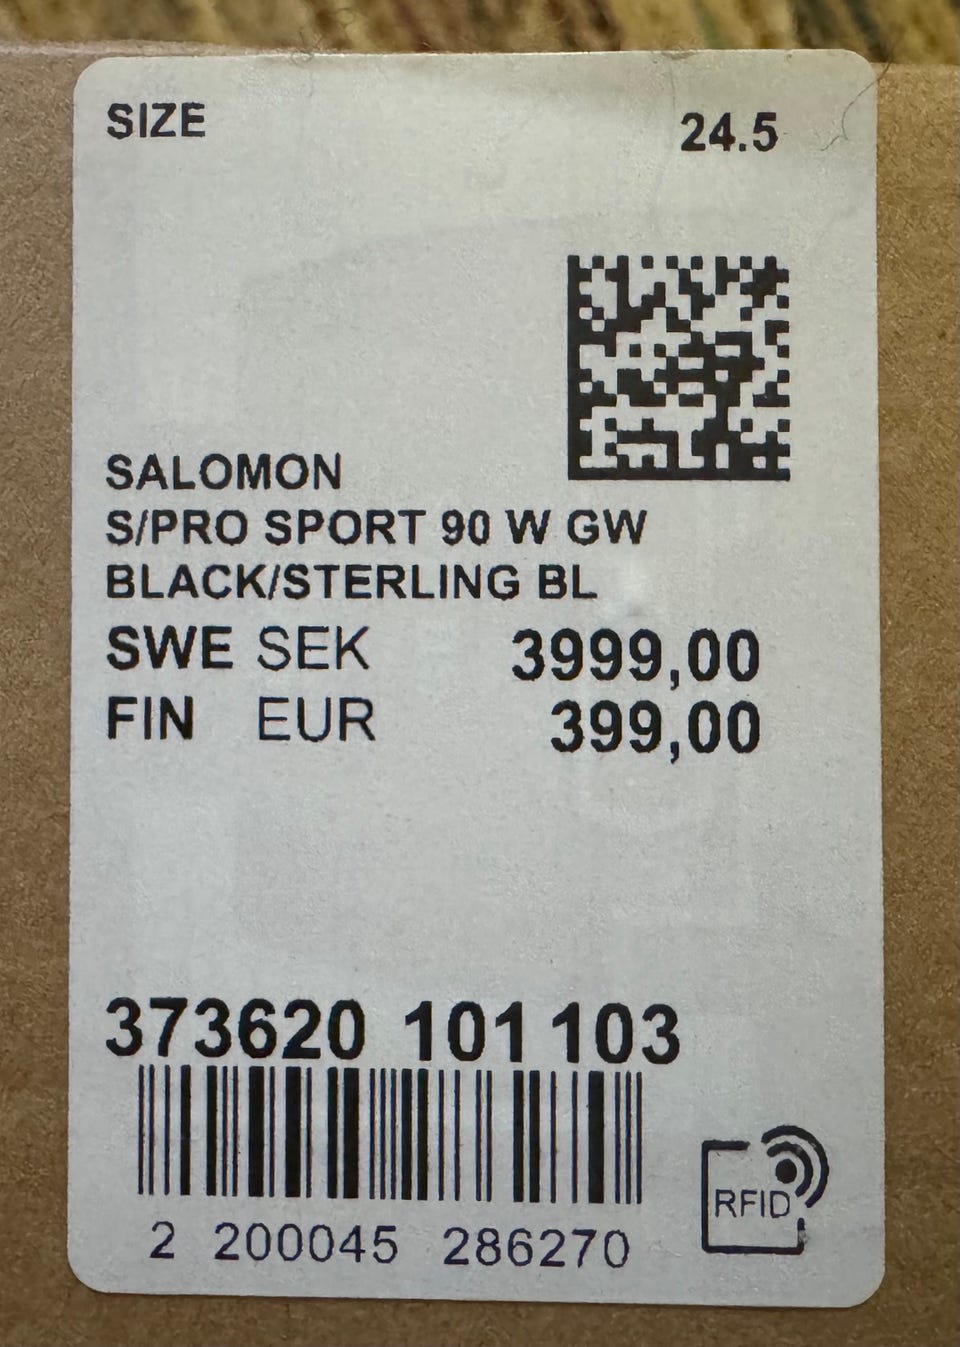 SIZE 24.5
SALOMON
S/PRO SPORT 90 W GW
BLACK/STERLING BL
SWE SEK 3999,00
FIN EUR 399,00
373620 101 103
2 200045 286270
RFID